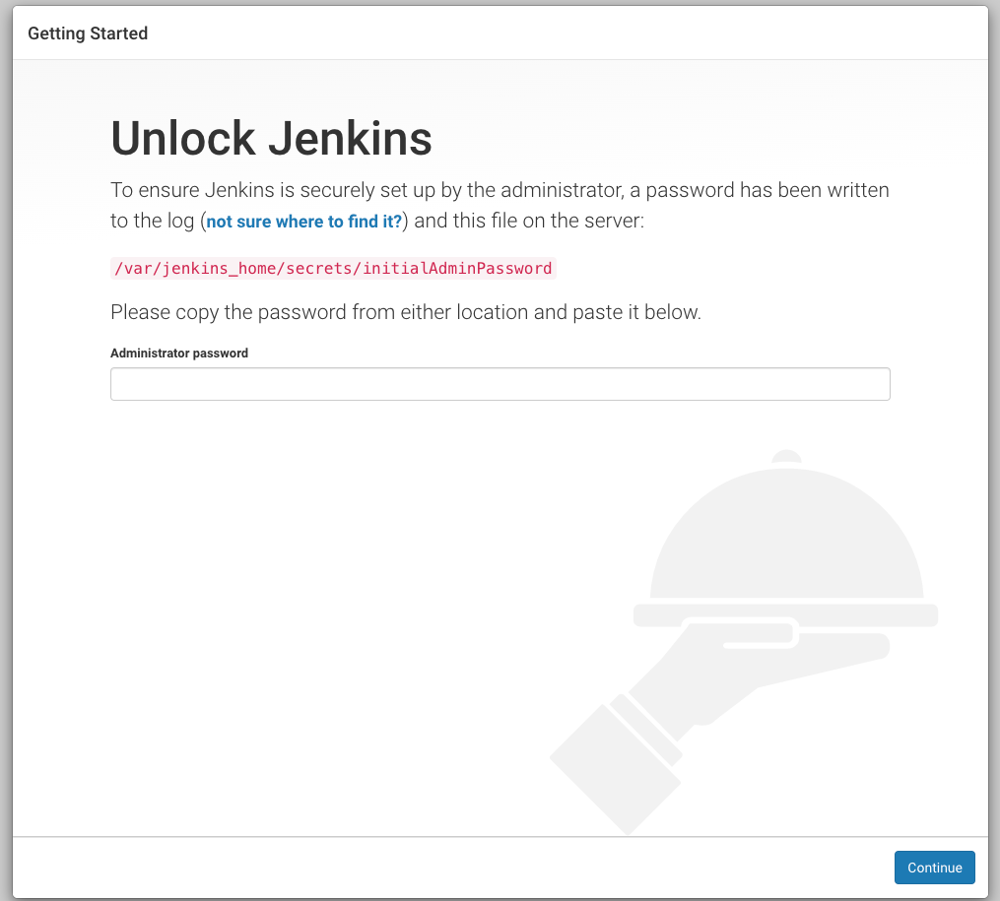 Getting Started
Unlock Jenkins
To ensure Jenkins is securely set up by the administrator, a password has been written
to the log (not sure where to find it?) and this file on the server:
/var/jenkins_home/secrets/initialAdminPassword
Please copy the password from either location and paste it below.
Administrator password
Continue